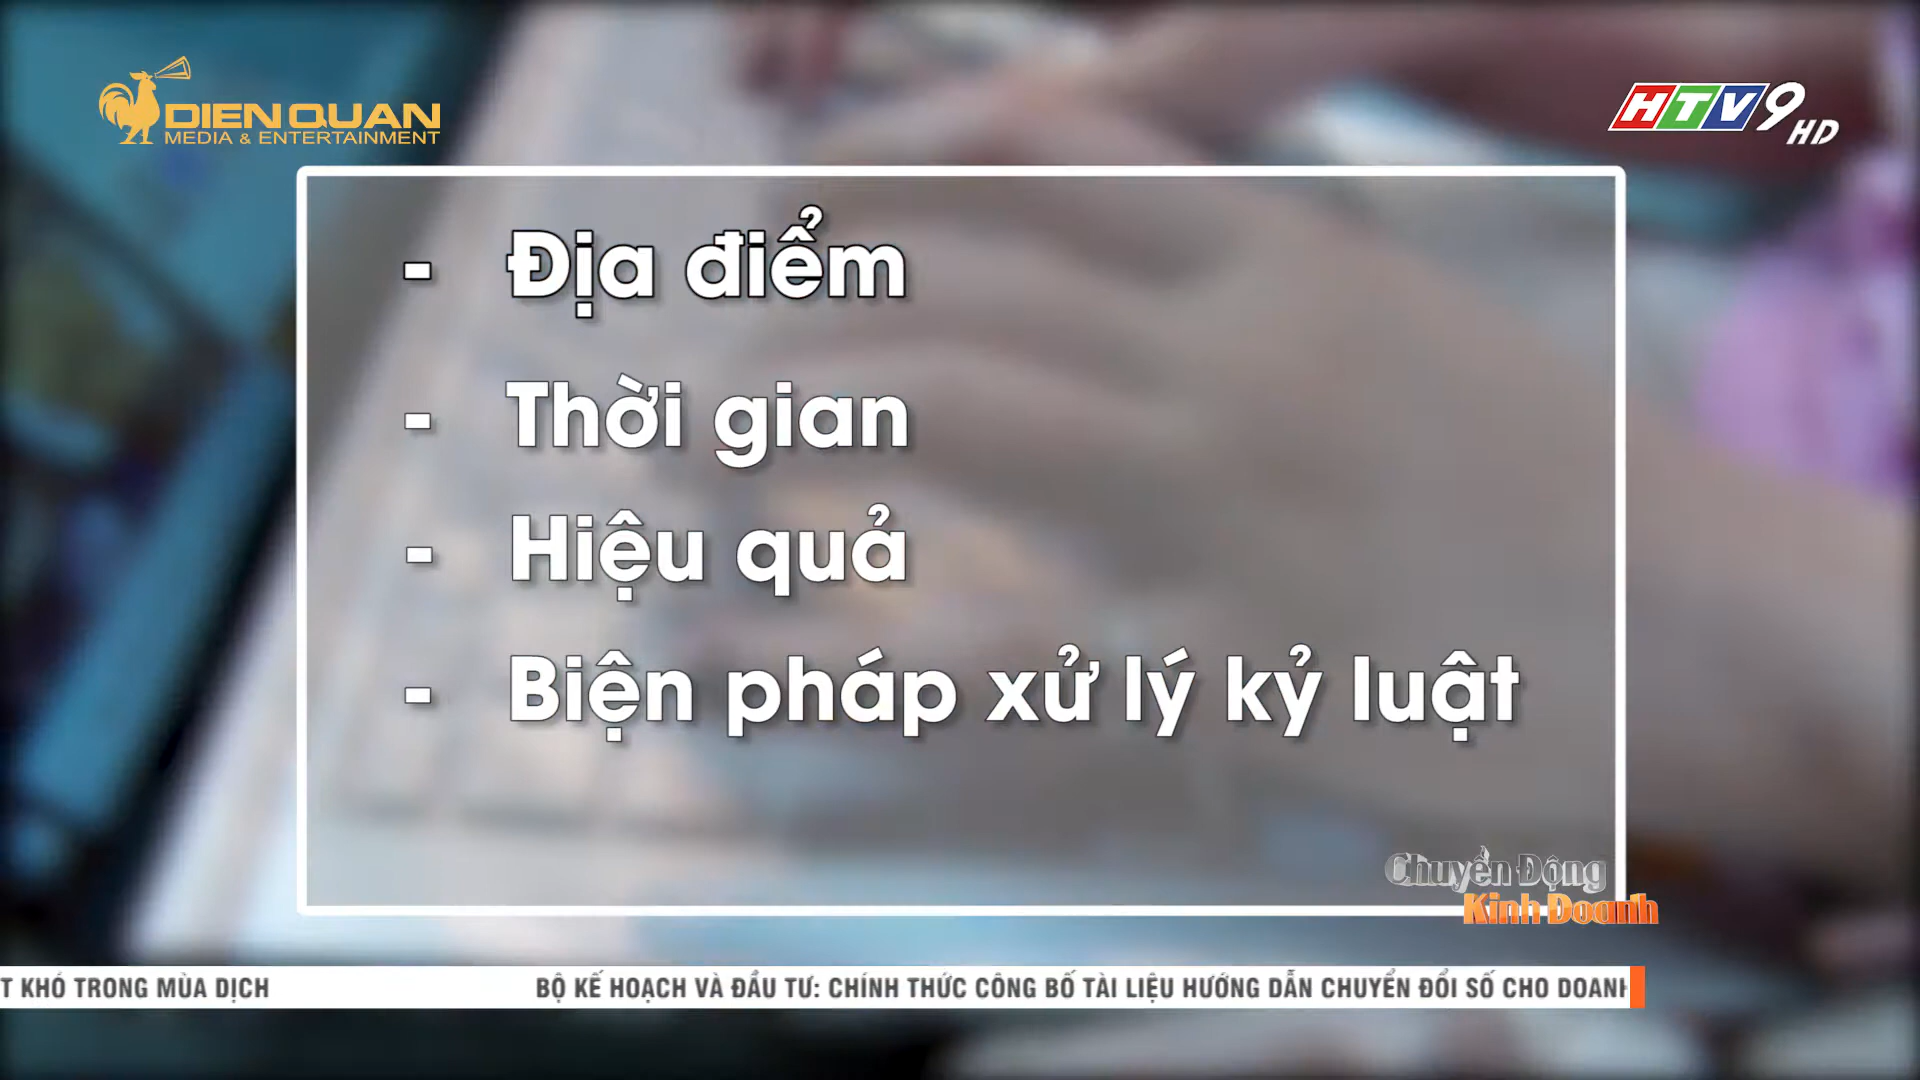 DIEN QUAN
MEDIA & ENTERTAINMENT
HTV9
HD
- Địa điểm
- Thời gian
- Hiệu quả
- Biện pháp xử lý kỷ luật
Chuyển Động
Kinh Doanh
T KHÓ TRONG MÙA DỊCH BỘ KẾ HOẠCH VÀ ĐẦU TƯ: CHÍNH THỨC CÔNG BỐ TÀI LIỆU HƯỚNG DẪN CHUYỂN ĐỔI SỐ CHO DOANH